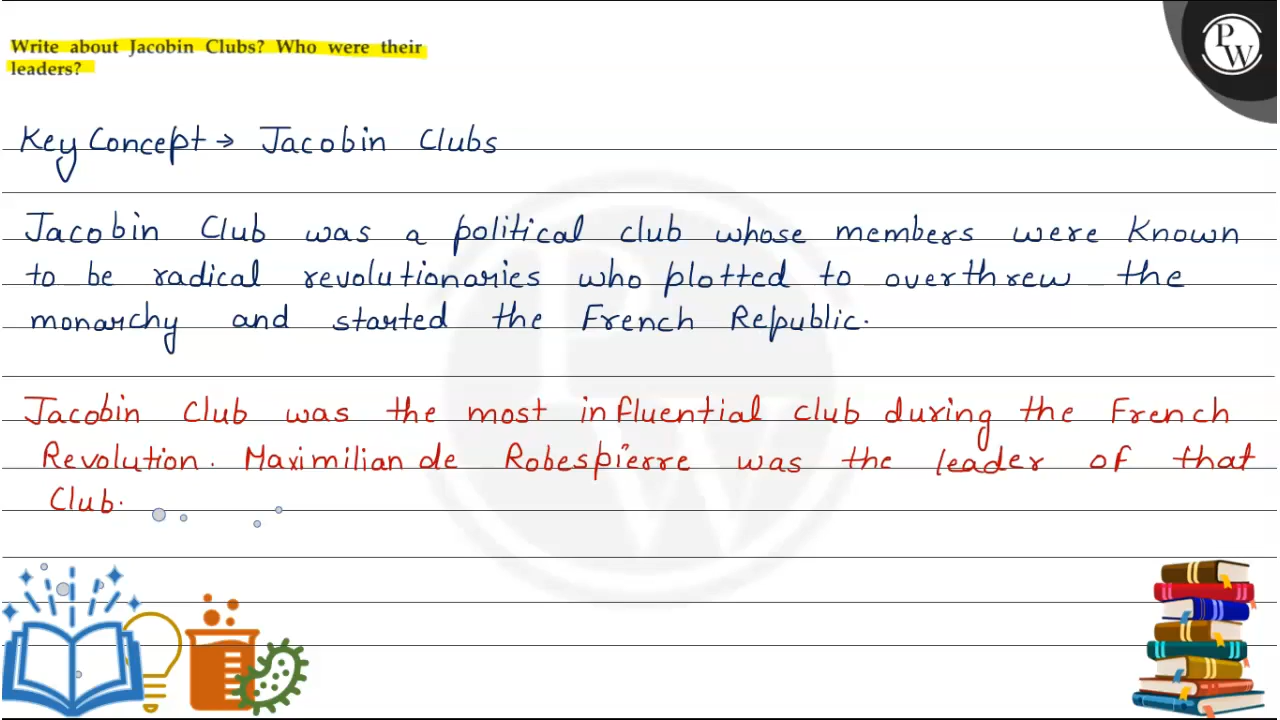 Write about Jacobin Clubs? Who were their
leaders?
PW
Key Concept → Jacobin Clubs
Jacobin Club was a political club whose members were known
to be radical revolutionaries who plotted to overthrew the
monarchy and started the French Republic.
Jacobin Club was the most influential club during the French
Revolution. Maximilian de Robespierre was the leader of that
Club.